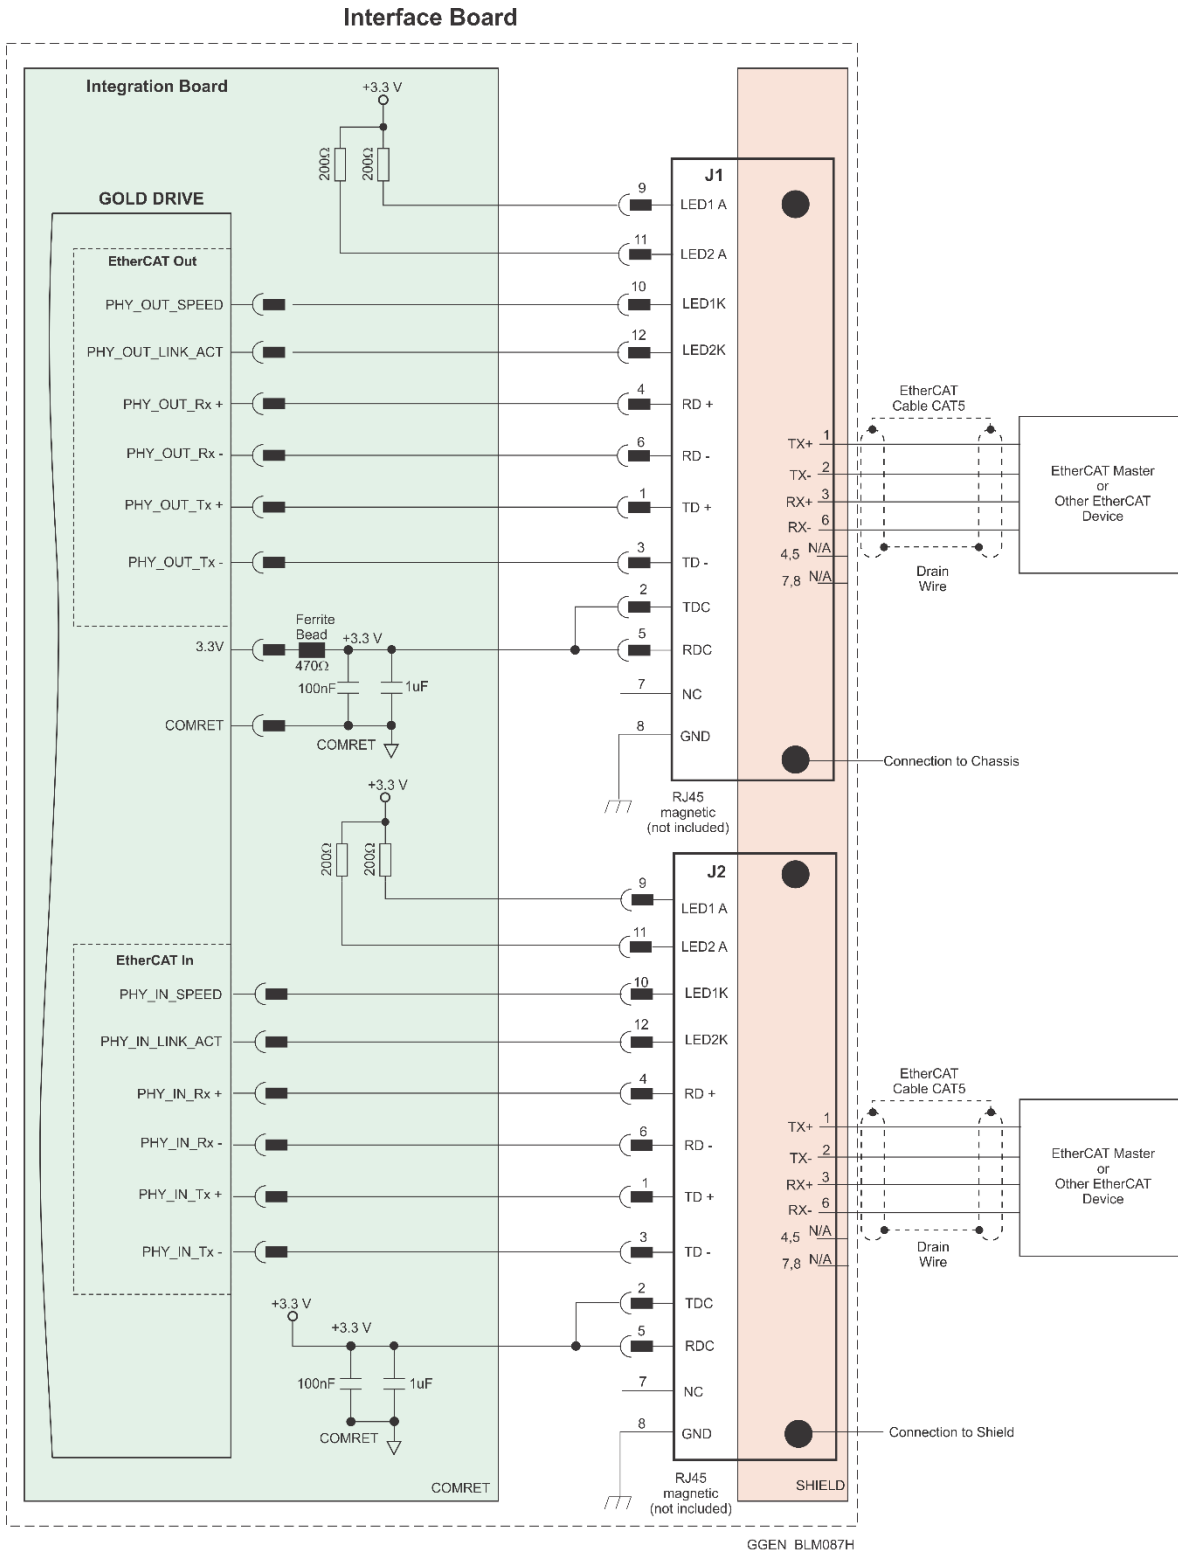 Interface Board
Integration Board
+3.3 V
200Ω
200Ω
GOLD DRIVE
EtherCAT Out
PHY_OUT_SPEED
PHY_OUT_LINK_ACT
PHY_OUT_Rx +
PHY_OUT_Rx -
PHY_OUT_Tx +
PHY_OUT_Tx -
3.3V
Ferrite
Bead
470Ω
+3.3 V
100nF
1uF
COMRET
COMRET
J1
9
LED1 A
11
LED2 A
10
LED1K
12
LED2K
4
RD +
6
RD -
1
TD +
3
TD -
2
TDC
5
RDC
7
NC
8
GND
TX+ 1
TX- 2
RX+ 3
RX- 6
4,5 N/A
7,8 N/A
EtherCAT
Cable CAT5
Drain
Wire
EtherCAT Master
or
Other EtherCAT
Device
Connection to Chassis
RJ45
magnetic
(not included)
+3.3 V
200Ω
200Ω
EtherCAT In
PHY_IN_SPEED
PHY_IN_LINK_ACT
PHY_IN_Rx +
PHY_IN_Rx -
PHY_IN_Tx +
PHY_IN_Tx -
+3.3 V
+3.3 V
100nF
1uF
COMRET
J2
9
LED1 A
11
LED2 A
10
LED1K
12
LED2K
4
RD +
6
RD -
1
TD +
3
TD -
2
TDC
5
RDC
7
NC
8
GND
TX+ 1
TX- 2
RX+ 3
RX- 6
4,5 N/A
7,8 N/A
EtherCAT
Cable CAT5
Drain
Wire
EtherCAT Master
or
Other EtherCAT
Device
Connection to Shield
RJ45
magnetic
(not included)
COMRET
SHIELD
GGEN_BLM087H